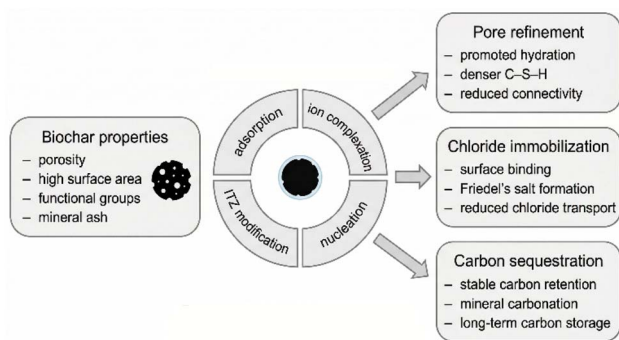 Biochar properties
– porosity
– high surface area
– functional groups
– mineral ash
adsorption
ion complexation
ITZ modification
nucleation
Pore refinement
– promoted hydration
– denser C–S–H
– reduced connectivity
Chloride immobilization
– surface binding
– Friedel's salt formation
– reduced chloride transport
Carbon sequestration
– stable carbon retention
– mineral carbonation
– long-term carbon storage